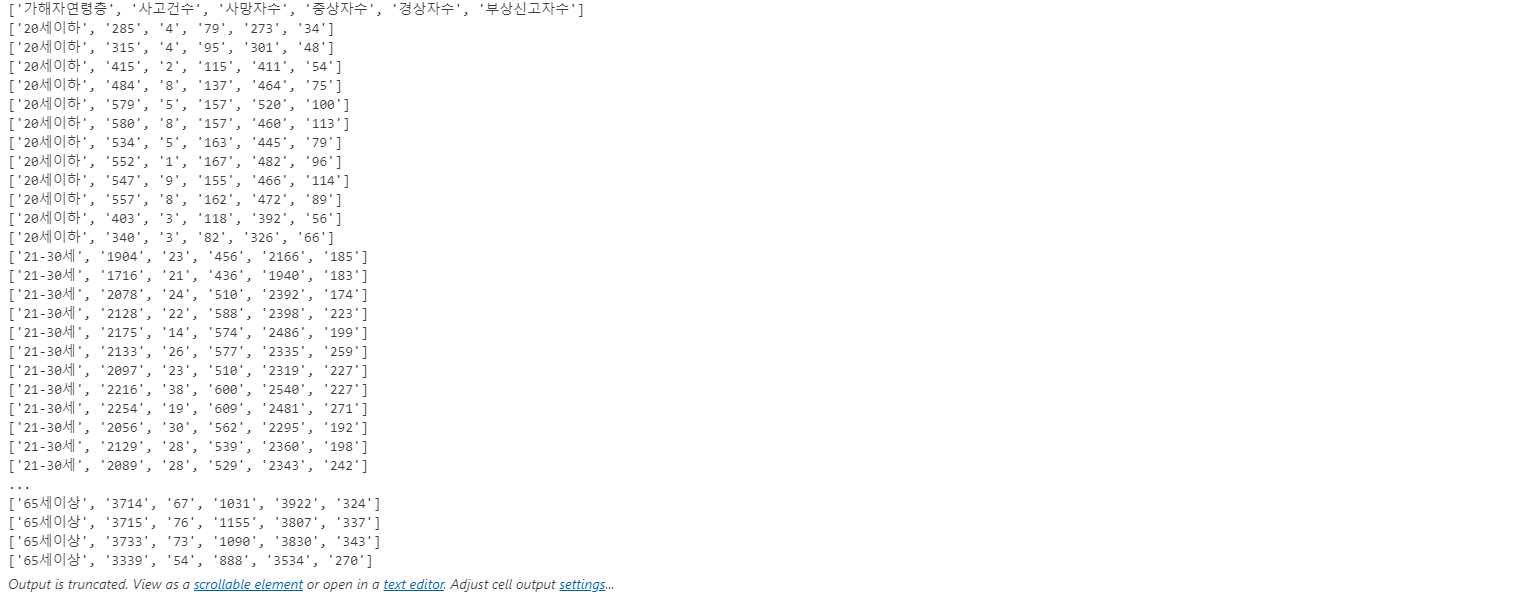 ['가해자연령층', '사고건수', '사망자수', '중상자수', '경상자수', '부상신고자수']
['20세이하', '285', '4', '79', '273', '34']
['20세이하', '315', '4', '95', '301', '48']
['20세이하', '415', '2', '115', '411', '54']
['20세이하', '484', '8', '137', '464', '75']
['20세이하', '579', '5', '157', '520', '100']
['20세이하', '580', '8', '157', '460', '113']
['20세이하', '534', '5', '163', '445', '79']
['20세이하', '552', '1', '167', '482', '96']
['20세이하', '547', '9', '155', '466', '114']
['20세이하', '557', '8', '162', '472', '89']
['20세이하', '403', '3', '118', '392', '56']
['20세이하', '340', '3', '82', '326', '66']
['21-30세', '1904', '23', '456', '2166', '185']
['21-30세', '1716', '21', '436', '1940', '183']
['21-30세', '2078', '24', '510', '2392', '174']
['21-30세', '2128', '22', '588', '2398', '223']
['21-30세', '2175', '14', '574', '2486', '199']
['21-30세', '2133', '26', '577', '2335', '259']
['21-30세', '2097', '23', '510', '2319', '227']
['21-30세', '2216', '38', '600', '2540', '227']
['21-30세', '2254', '19', '609', '2481', '271']
['21-30세', '2056', '30', '562', '2295', '192']
['21-30세', '2129', '28', '539', '2360', '198']
['21-30세', '2089', '28', '529', '2343', '242']
...
['65세이상', '3714', '67', '1031', '3922', '324']
['65세이상', '3715', '76', '1155', '3807', '337']
['65세이상', '3733', '73', '1090', '3830', '343']
['65세이상', '3339', '54', '888', '3534', '270']
Output is truncated. View as a scrollable element or open in a text editor. Adjust cell output settings...